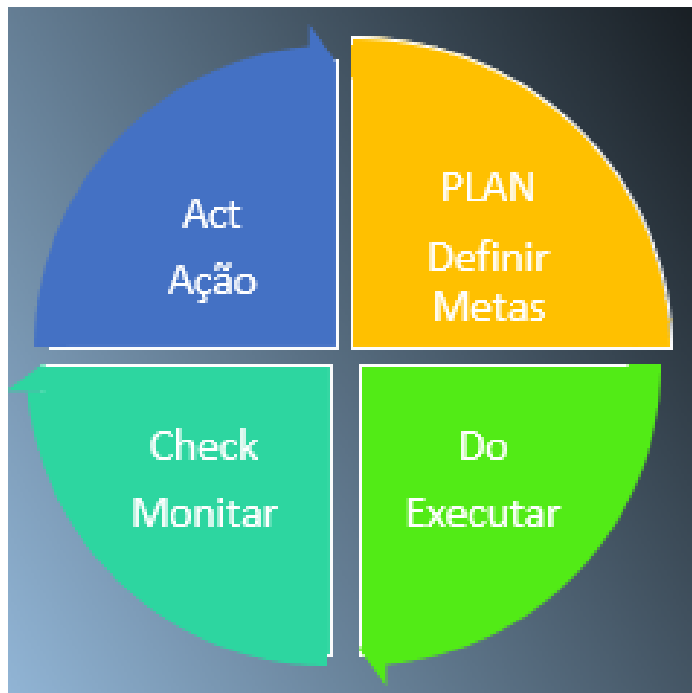 Act
Ação
PLAN
Definir
Metas
Check
Monitar
Do
Executar